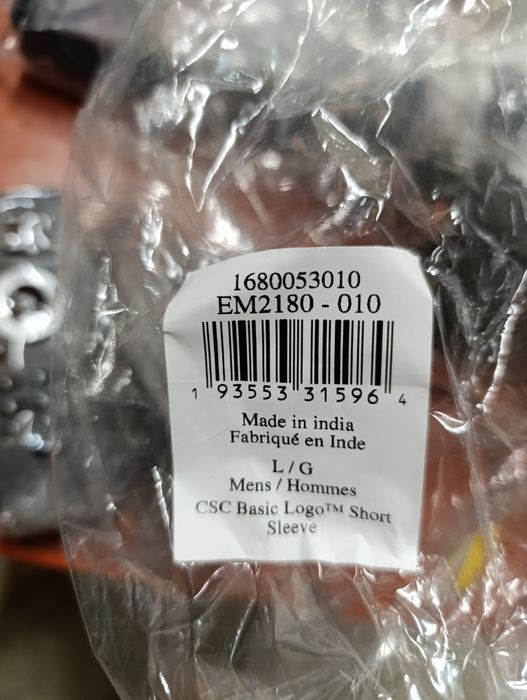 1680053010
EM2180 - 010
1 93553 31596 4
Made in india
Fabriqué en Inde
L / G
Mens / Hommes
CSC Basic Logo™ Short
Sleeve